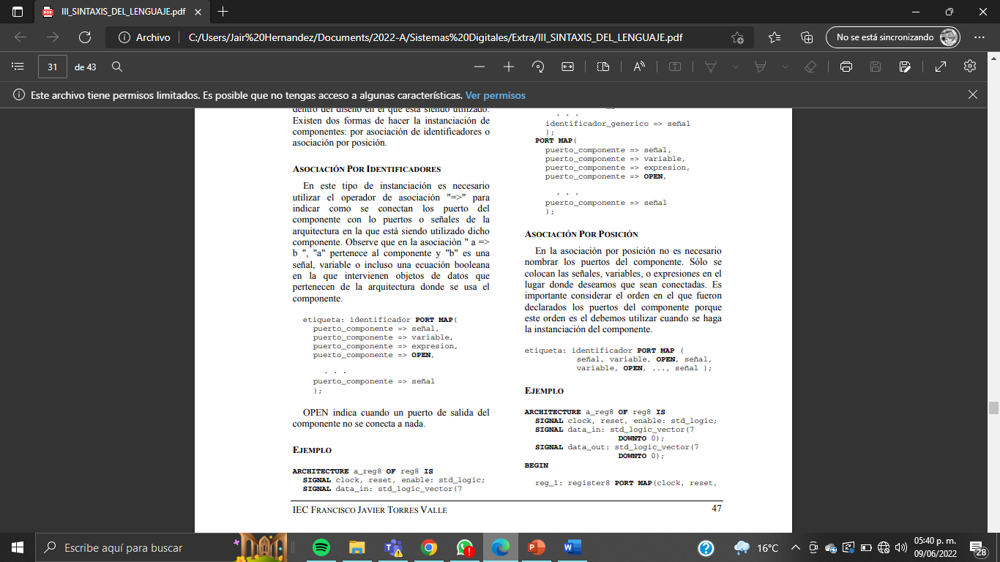 III_SINTAXIS_DEL_LENGUAJE.pdf
Archivo
C:/Users/Jair%20Hernandez/Documents/2022-A/Sistemas%20Digitales/Extra/III_SINTAXIS_DEL_LENGUAJE.pdf
No se está sincronizando
31 de 43
Este archivo tiene permisos limitados. Es posible que no tengas acceso a algunas características. Ver permisos
dentro del diseño en el que está siendo utilizado.
Existen dos formas de hacer la instanciación de
componentes: por asociación de identificadores o
asociación por posición.
ASOCIACIÓN POR IDENTIFICADORES
En este tipo de instanciación es necesario
utilizar el operador de asociación "=>" para
indicar como se conectan los puerto del
componente con lo puertos o señales de la
arquitectura en la que está siendo utilizado dicho
componente. Observe que en la asociación " a =>
b ", "a" pertenece al componente y "b" es una
señal, variable o incluso una ecuación booleana
en la que intervienen objetos de datos que
pertenecen de la arquitectura donde se usa el
componente.
etiqueta: identificador PORT MAP(
puerto_componente => señal,
puerto_componente => variable,
puerto_componente => expresion,
puerto_componente => OPEN,
. . .
puerto_componente => señal
);
OPEN indica cuando un puerto de salida del
componente no se conecta a nada.
EJEMPLO
ARCHITECTURE a_reg8 OF reg8 IS
SIGNAL clock, reset, enable: std_logic;
SIGNAL data_in: std_logic_vector(7
. . .
identificador_generico => señal
);
PORT MAP(
puerto_componente => señal,
puerto_componente => variable,
puerto_componente => expresion,
puerto_componente => OPEN,
. . .
puerto_componente => señal
);
ASOCIACIÓN POR POSICIÓN
En la asociación por posición no es necesario
nombrar los puertos del componente. Sólo se
colocan las señales, variables, o expresiones en el
lugar donde deseamos que sean conectadas. Es
importante considerar el orden en el que fueron
declarados los puertos del componente porque
este orden es el debemos utilizar cuando se haga
la instanciación del componente.
etiqueta: identificador PORT MAP (
señal, variable, OPEN, señal,
variable, OPEN, ..., señal );
EJEMPLO
ARCHITECTURE a_reg8 OF reg8 IS
SIGNAL clock, reset, enable: std_logic;
SIGNAL data_in: std_logic_vector(7
DOWNTO 0);
SIGNAL data_out: std_logic_vector(7
DOWNTO 0);
BEGIN
reg_1: register8 PORT MAP(clock, reset,
IEC FRANCISCO JAVIER TORRES VALLE
47
Escribe aquí para buscar
16°C
05:40 p. m.
09/06/2022
28